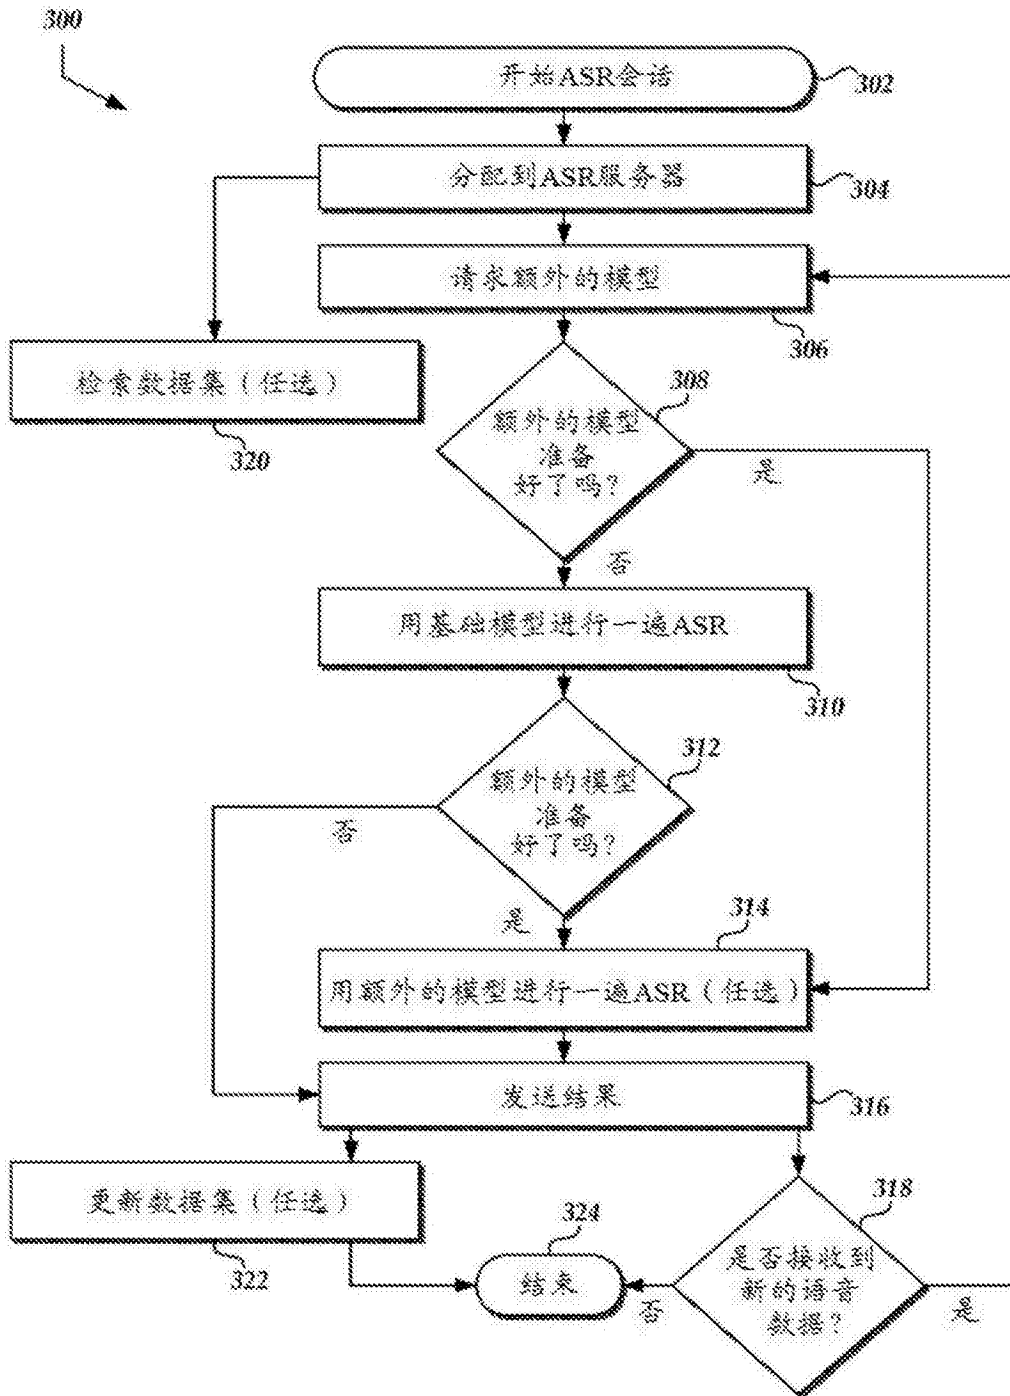 300
开始ASR会话
302
分配到ASR服务器
304
请求额外的模型
306
检索数据集(任选)
320
308
额外的模型
准备
好了吗?
是
否
用基础模型进行一遍ASR
310
312
额外的模型
准备
好了吗?
否
是
314
用额外的模型进行一遍ASR(任选)
发送结果
316
更新数据集(任选)
322
324
结束
318
是否接收到
新的语音
数据?
否
是